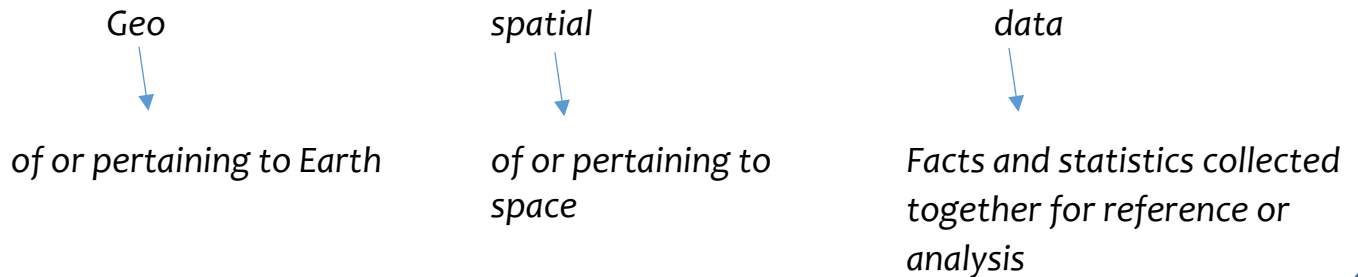 Geo
spatial
data
of or pertaining to Earth
of or pertaining to
space
Facts and statistics collected
together for reference or
analysis